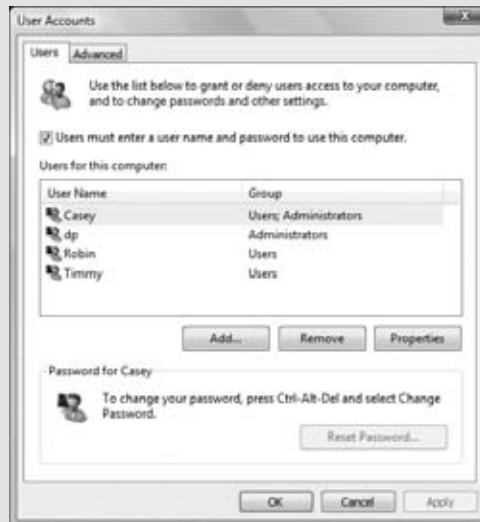 User Accounts
Users Advanced
Use the list below to grant or deny users access to your computer,
and to change passwords and other settings.
Users must enter a user name and password to use this computer.
Users for this computer:
User Name Group
Casey Users; Administrators
dp Administrators
Robin Users
Timmy Users
Add... Remove Properties
Password for Casey
To change your password, press Ctrl-Alt-Del and select Change
Password.
Reset Password...
OK Cancel Apply